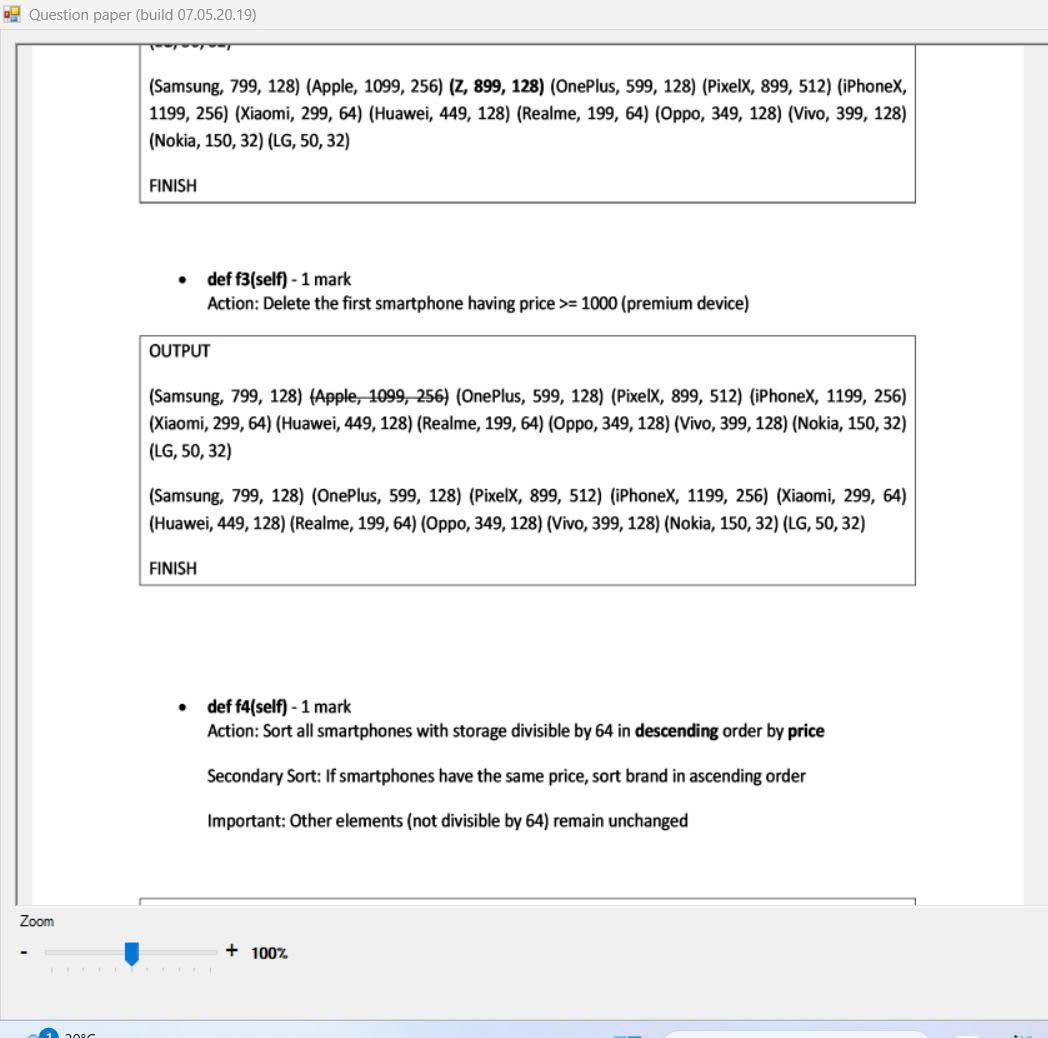 Question paper (build 07.05.20.19)
(Samsung, 799, 128) (Apple, 1099, 256) (Z, 899, 128) (OnePlus, 599, 128) (PixelX, 899, 512) (iPhoneX,
1199, 256) (Xiaomi, 299, 64) (Huawei, 449, 128) (Realme, 199, 64) (Oppo, 349, 128) (Vivo, 399, 128)
(Nokia, 150, 32) (LG, 50, 32)
FINISH
• def f3(self) - 1 mark
Action: Delete the first smartphone having price >= 1000 (premium device)
OUTPUT
(Samsung, 799, 128) (Apple, 1099, 256) (OnePlus, 599, 128) (PixelX, 899, 512) (iPhoneX, 1199, 256)
(Xiaomi, 299, 64) (Huawei, 449, 128) (Realme, 199, 64) (Oppo, 349, 128) (Vivo, 399, 128) (Nokia, 150, 32)
(LG, 50, 32)
(Samsung, 799, 128) (OnePlus, 599, 128) (PixelX, 899, 512) (iPhoneX, 1199, 256) (Xiaomi, 299, 64)
(Huawei, 449, 128) (Realme, 199, 64) (Oppo, 349, 128) (Vivo, 399, 128) (Nokia, 150, 32) (LG, 50, 32)
FINISH
• def f4(self) - 1 mark
Action: Sort all smartphones with storage divisible by 64 in descending order by price
Secondary Sort: If smartphones have the same price, sort brand in ascending order
Important: Other elements (not divisible by 64) remain unchanged
Zoom
- + 100%
1